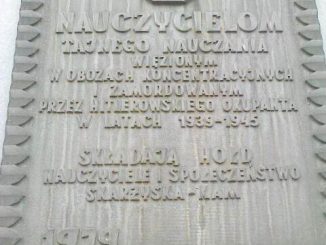 NAUCZYCIELOM
TAJNEGO NAUCZANIA
WIĘZIONYM
W OBOZACH KONCENTRACYJNYCH
I ZAMORDOWANYM
PRZEZ HITLEROWSKIEGO OKUPANTA
W LATACH 1939-1945
SKŁADAJĄ HOŁD
NAUCZYCIELE I SPOŁECZEŃSTWO
SKARŻYSKA-KAM.
1979